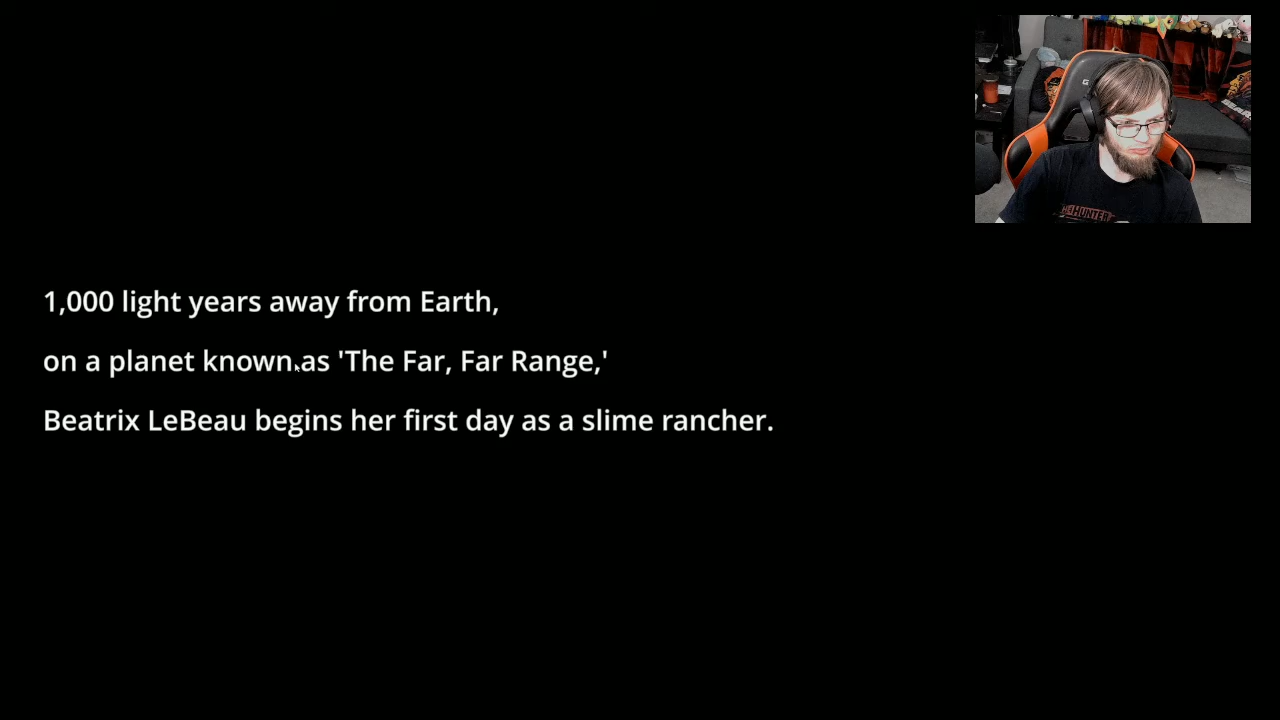 1,000 light years away from Earth,
on a planet known as 'The Far, Far Range,'
Beatrix LeBeau begins her first day as a slime rancher.
HUNTER